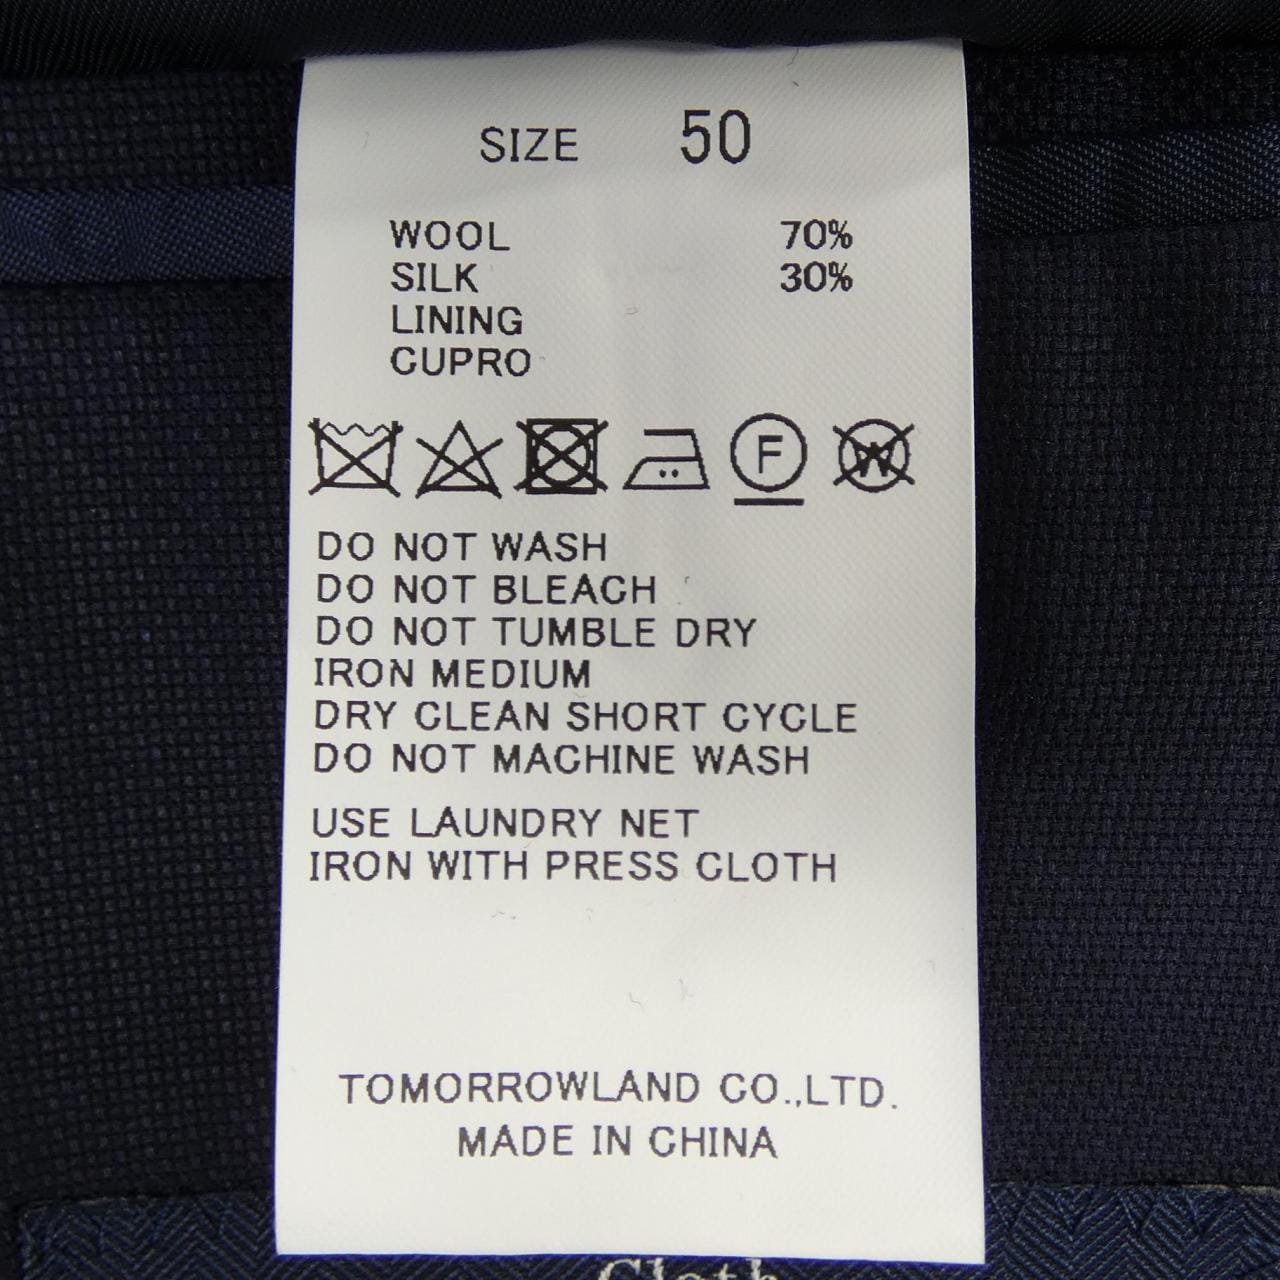 SIZE 50
WOOL 70%
SILK 30%
LINING
CUPRO
F W
DO NOT WASH
DO NOT BLEACH
DO NOT TUMBLE DRY
IRON MEDIUM
DRY CLEAN SHORT CYCLE
DO NOT MACHINE WASH
USE LAUNDRY NET
IRON WITH PRESS CLOTH
TOMORROWLAND CO.,LTD.
MADE IN CHINA
Cloth